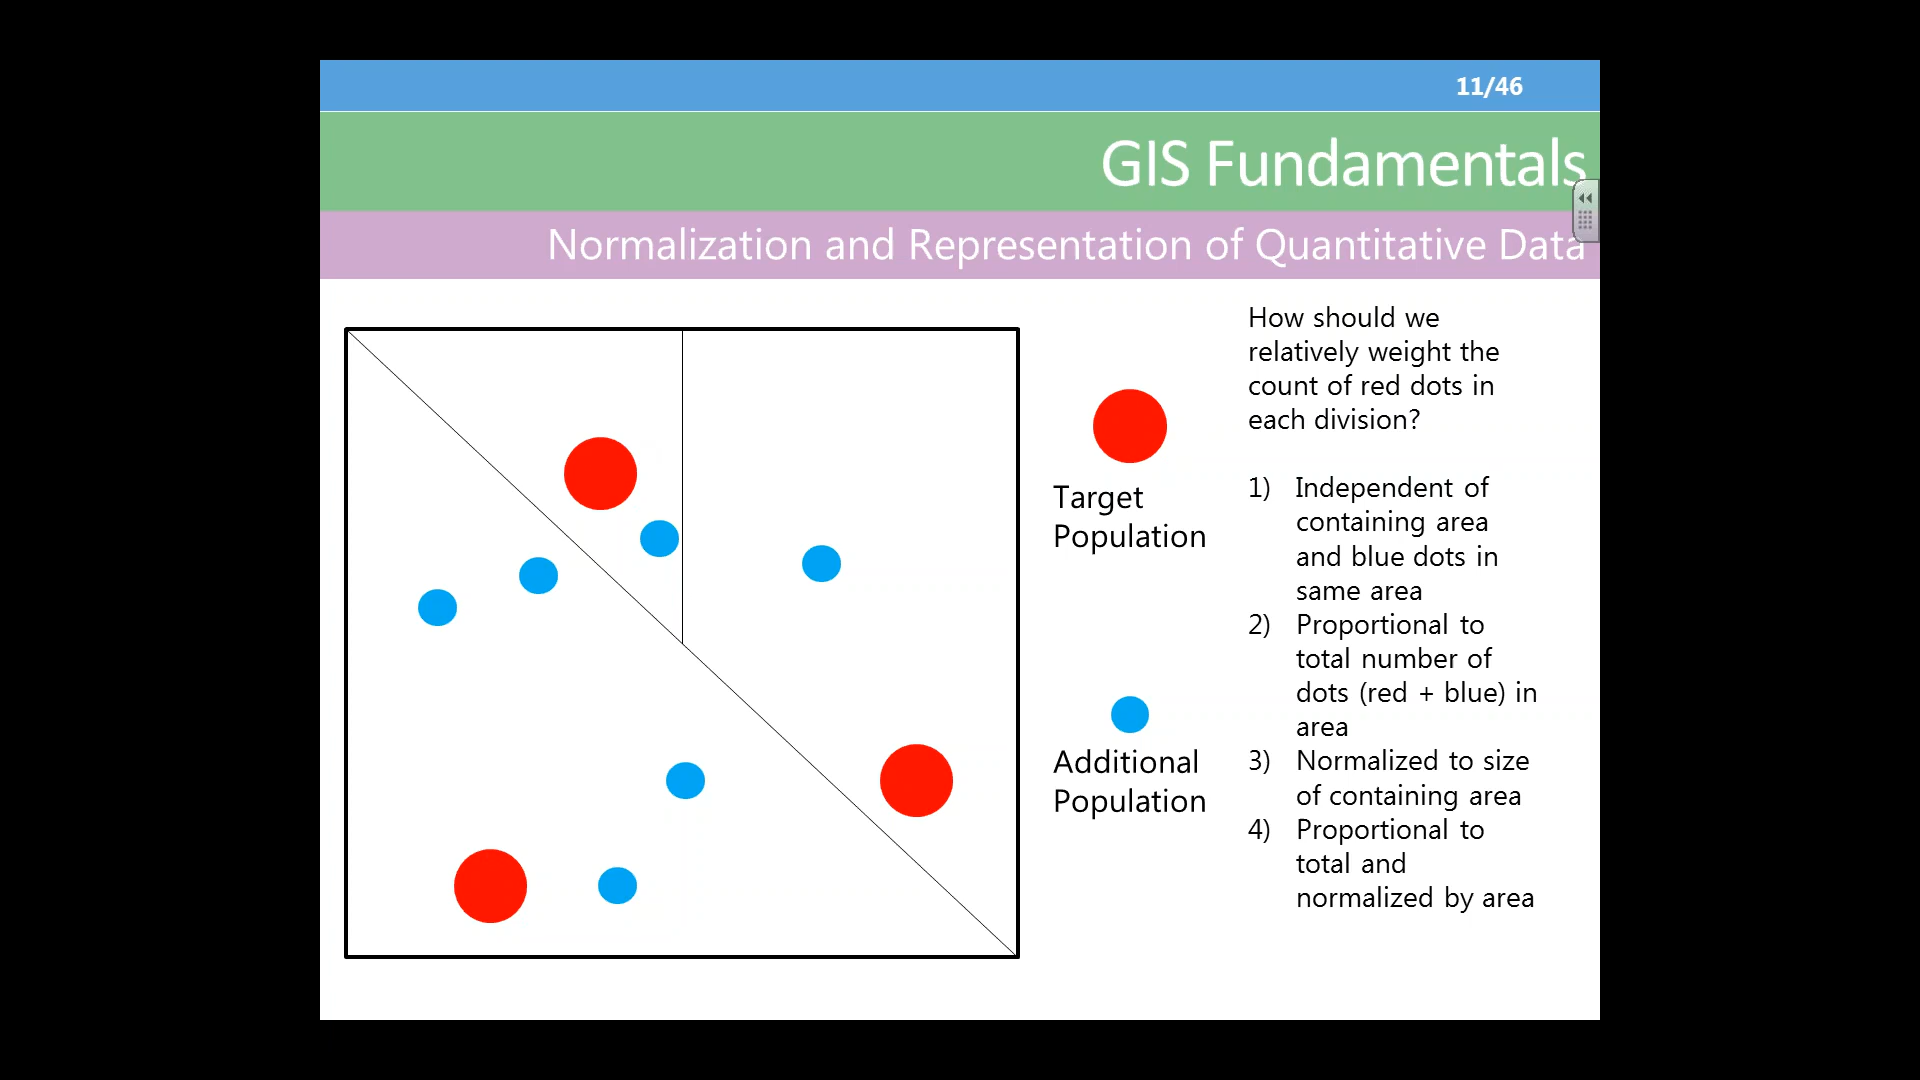 11/46
GIS Fundamentals
Normalization and Representation of Quantitative Data
How should we
relatively weight the
count of red dots in
each division?
Target
Population
1) Independent of
containing area
and blue dots in
same area
2) Proportional to
total number of
dots (red + blue) in
area
Additional
Population
3) Normalized to size
of containing area
4) Proportional to
total and
normalized by area